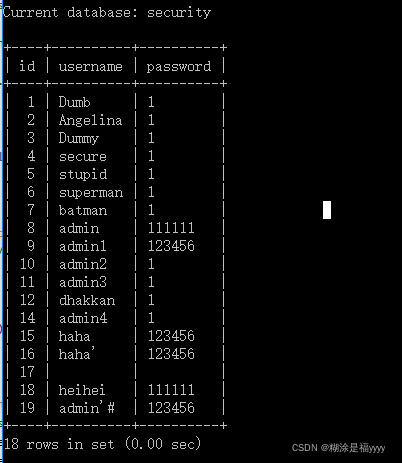 Current database: security
+----+----------+----------+
| id | username | password |
+----+----------+----------+
| 1 | Dumb | 1 |
| 2 | Angelina | 1 |
| 3 | Dummy | 1 |
| 4 | secure | 1 |
| 5 | stupid | 1 |
| 6 | superman | 1 |
| 7 | batman | 1 |
| 8 | admin | 111111 |
| 9 | admin1 | 123456 |
| 10 | admin2 | 1 |
| 11 | admin3 | 1 |
| 12 | dhakkan | 1 |
| 14 | admin4 | 1 |
| 15 | haha | 123456 |
| 16 | haha' | 123456 |
| 17 | | |
| 18 | heihei | 111111 |
| 19 | admin'# | 123456 |
+----+----------+----------+
18 rows in set (0.00 sec)
CSDN @糊涂是福yyyy